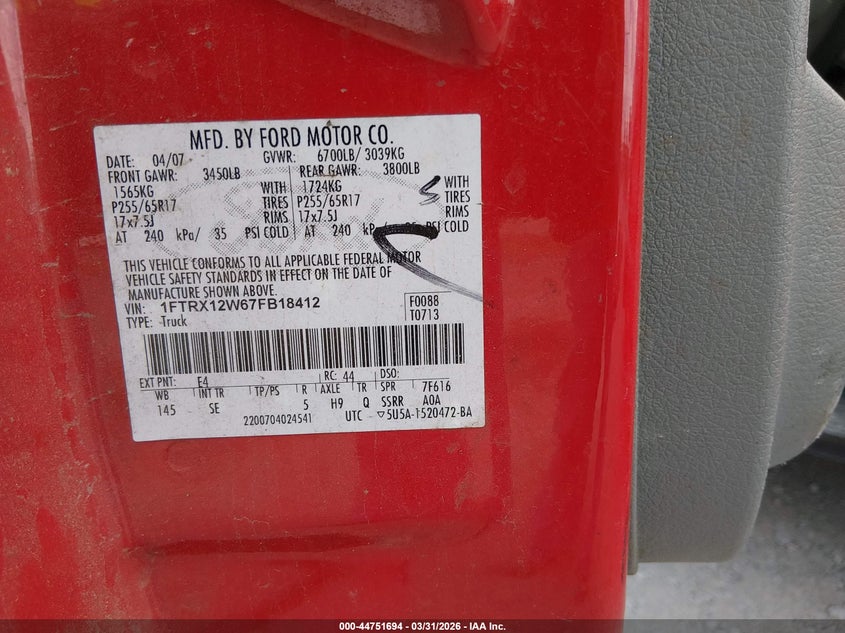 MFD. BY FORD MOTOR CO.
DATE: 04/07 GVWR: 6700LB/ 3039KG
FRONT GAWR: 3450LB REAR GAWR: 3800LB
1565KG WITH 1724KG WITH
P255/65R17 TIRES P255/65R17 TIRES
17x7.5J RIMS 17x7.5J RIMS
AT 240 kPa/ 35 PSI COLD AT 240 kPa/ 35 PSI COLD
THIS VEHICLE CONFORMS TO ALL APPLICABLE FEDERAL MOTOR
VEHICLE SAFETY STANDARDS IN EFFECT ON THE DATE OF
MANUFACTURE SHOWN ABOVE.
VIN: 1FTRX12W67FB18412 F0088
TYPE: Truck T0713
EXT PNT: E4 RC: 44 DSO:
WB INT TR TP/PS R AXLE TR SPR 7F616
145 SE 5 H9 Q SSRR A0A
2200704024541 UTC ▽5U5A-1520472-BA
000-44751694 | 03/31/2026 - IAA Inc.